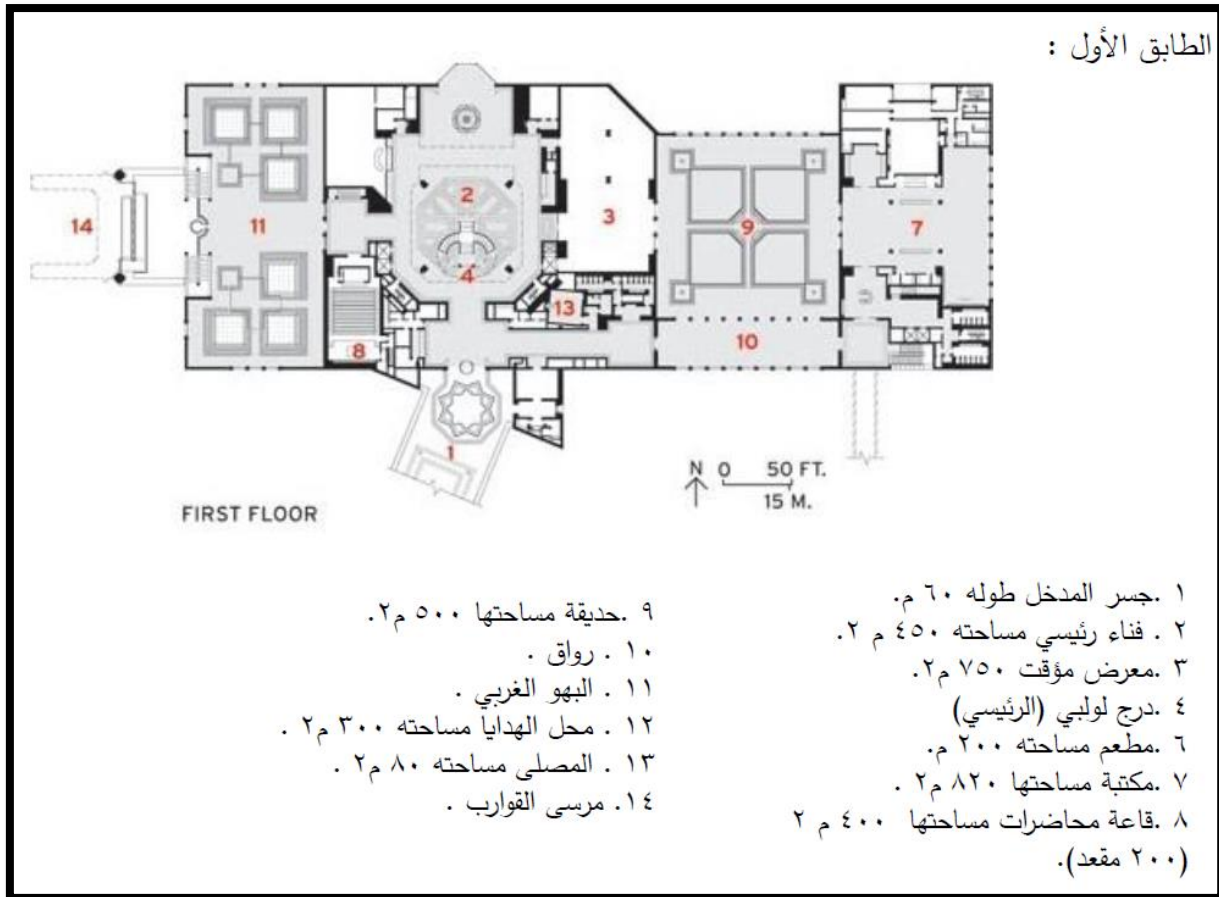 الطابق الأول :
2
14
11
3
9
7
4
13
8
10
1
N 0 50 FT.
15 M.
FIRST FLOOR
١ .جسر المدخل طوله ٦٠ م.
٢ . فناء رئيسي مساحته ٤٥٠ م ٢.
٣ .معرض مؤقت ٧٥٠ م٢.
٤ .درج لولبي (الرئيسي)
٦ .مطعم مساحته ٢٠٠ م.
٧ .مكتبة مساحتها ٨٢٠ م٢ .
٨ .قاعة محاضرات مساحتها ٤٠٠ م ٢
(٢٠٠ مقعد).
٩ .حديقة مساحتها ٥٠٠ م٢.
١٠ . رواق .
١١ . البهو الغربي .
١٢ . محل الهدايا مساحته ٣٠٠ م٢ .
١٣ . المصلى مساحته ٨٠ م٢ .
١٤. مرسى القوارب .